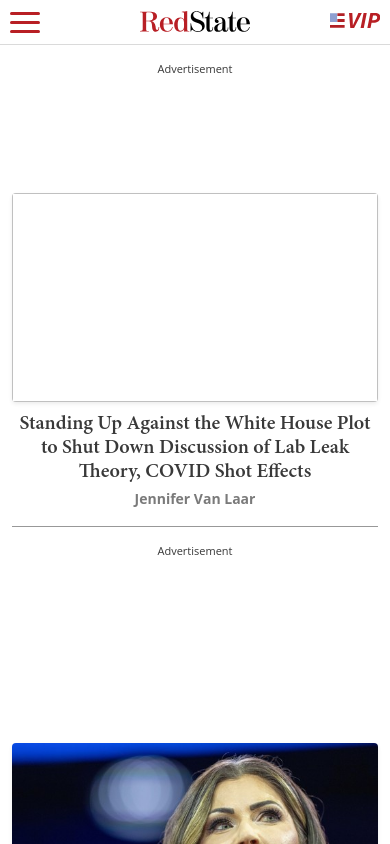 RedState
VIP
Advertisement
Standing Up Against the White House Plot
to Shut Down Discussion of Lab Leak
Theory, COVID Shot Effects
Jennifer Van Laar
Advertisement